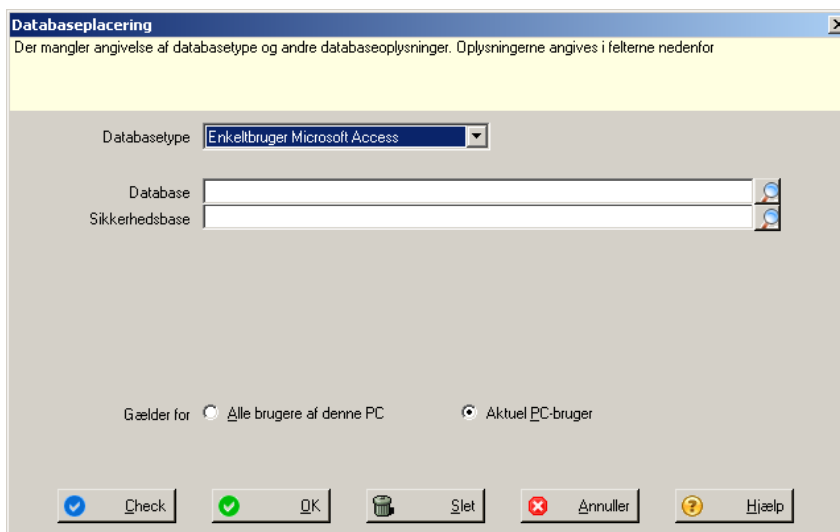 Databaseplacering
Der mangler angivelse af databasetype og andre databaseoplysninger. Oplysningerne angives i felterne nedenfor
Databasetype Enkeltbruger Microsoft Access
Database
Sikkerhedsbase
Gælder for Alle brugere af denne PC Aktuel PC-bruger
Check OK Slet Annuller Hjælp